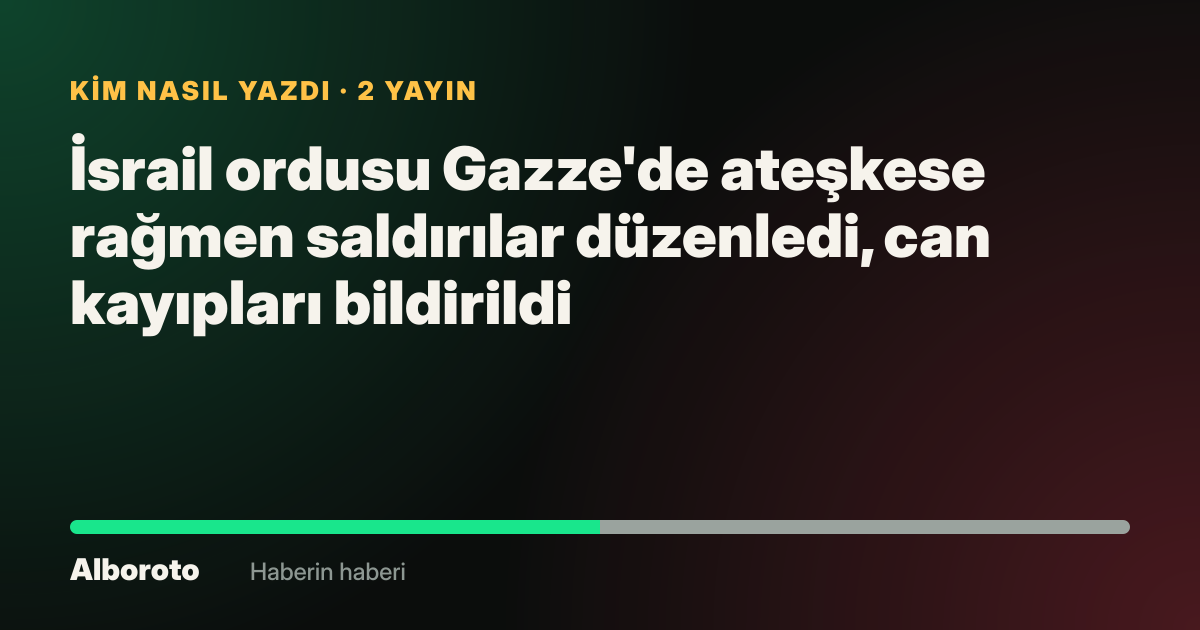 KİM NASIL YAZDI · 2 YAYIN
İsrail ordusu Gazze'de ateşkese
rağmen saldırılar düzenledi, can
kayıpları bildirildi
Alboroto
Haberin haberi